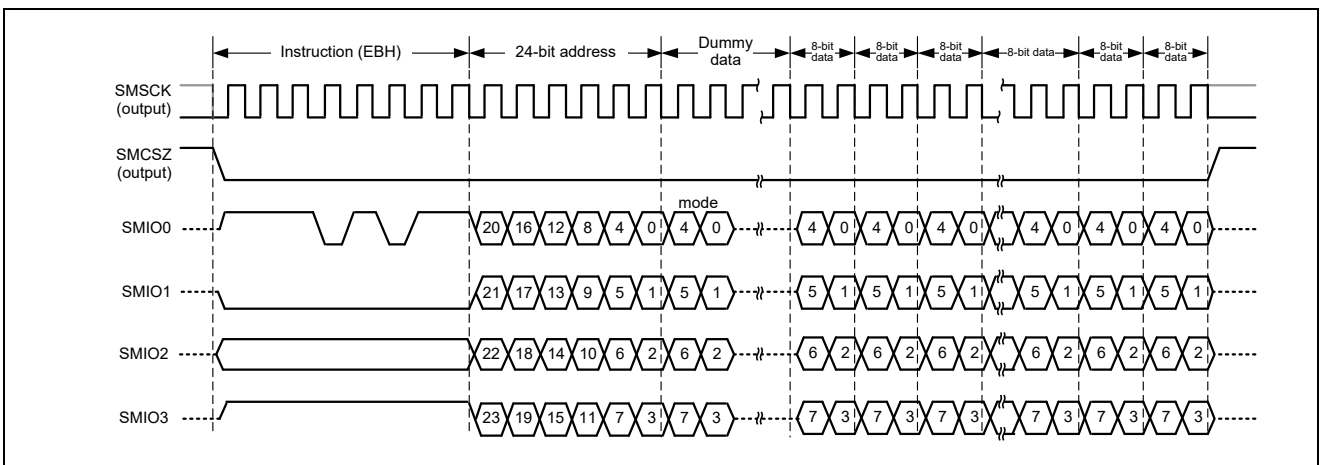 Instruction (EBH) 24-bit address Dummy data 8-bit data 8-bit data 8-bit data 8-bit data 8-bit data 8-bit data
SMSCK
(output)
SMCSZ
(output)
mode
SMIO0 20 16 12 8 4 0 4 0 4 0 4 0 4 0 4 0 4 0 4 0
SMIO1 21 17 13 9 5 1 5 1 5 1 5 1 5 1 5 1 5 1 5 1
SMIO2 22 18 14 10 6 2 6 2 6 2 6 2 6 2 6 2 6 2 6 2
SMIO3 23 19 15 11 7 3 7 3 7 3 7 3 7 3 7 3 7 3 7 3